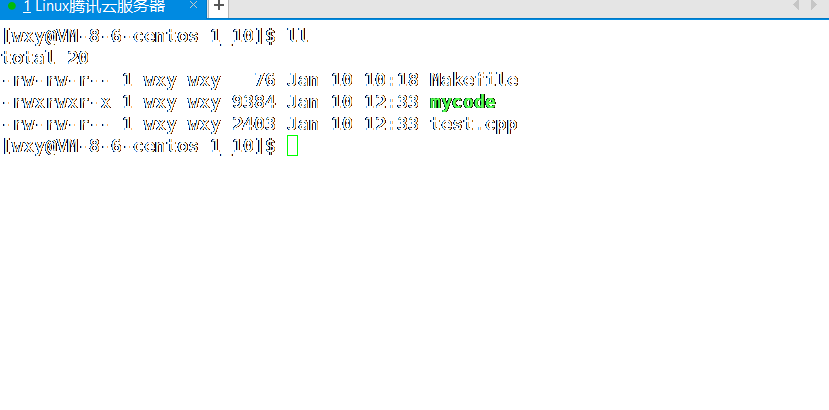 1 Linux腾讯云服务器 × +
[wxy@VM-8-6-centos 1_10]$ ll
total 20
-rw-rw-r-- 1 wxy wxy   76 Jan 10 10:18 Makefile
-rwxrwxr-x 1 wxy wxy 9384 Jan 10 12:33 mycode
-rw-rw-r-- 1 wxy wxy 2403 Jan 10 12:33 test.cpp
[wxy@VM-8-6-centos 1_10]$